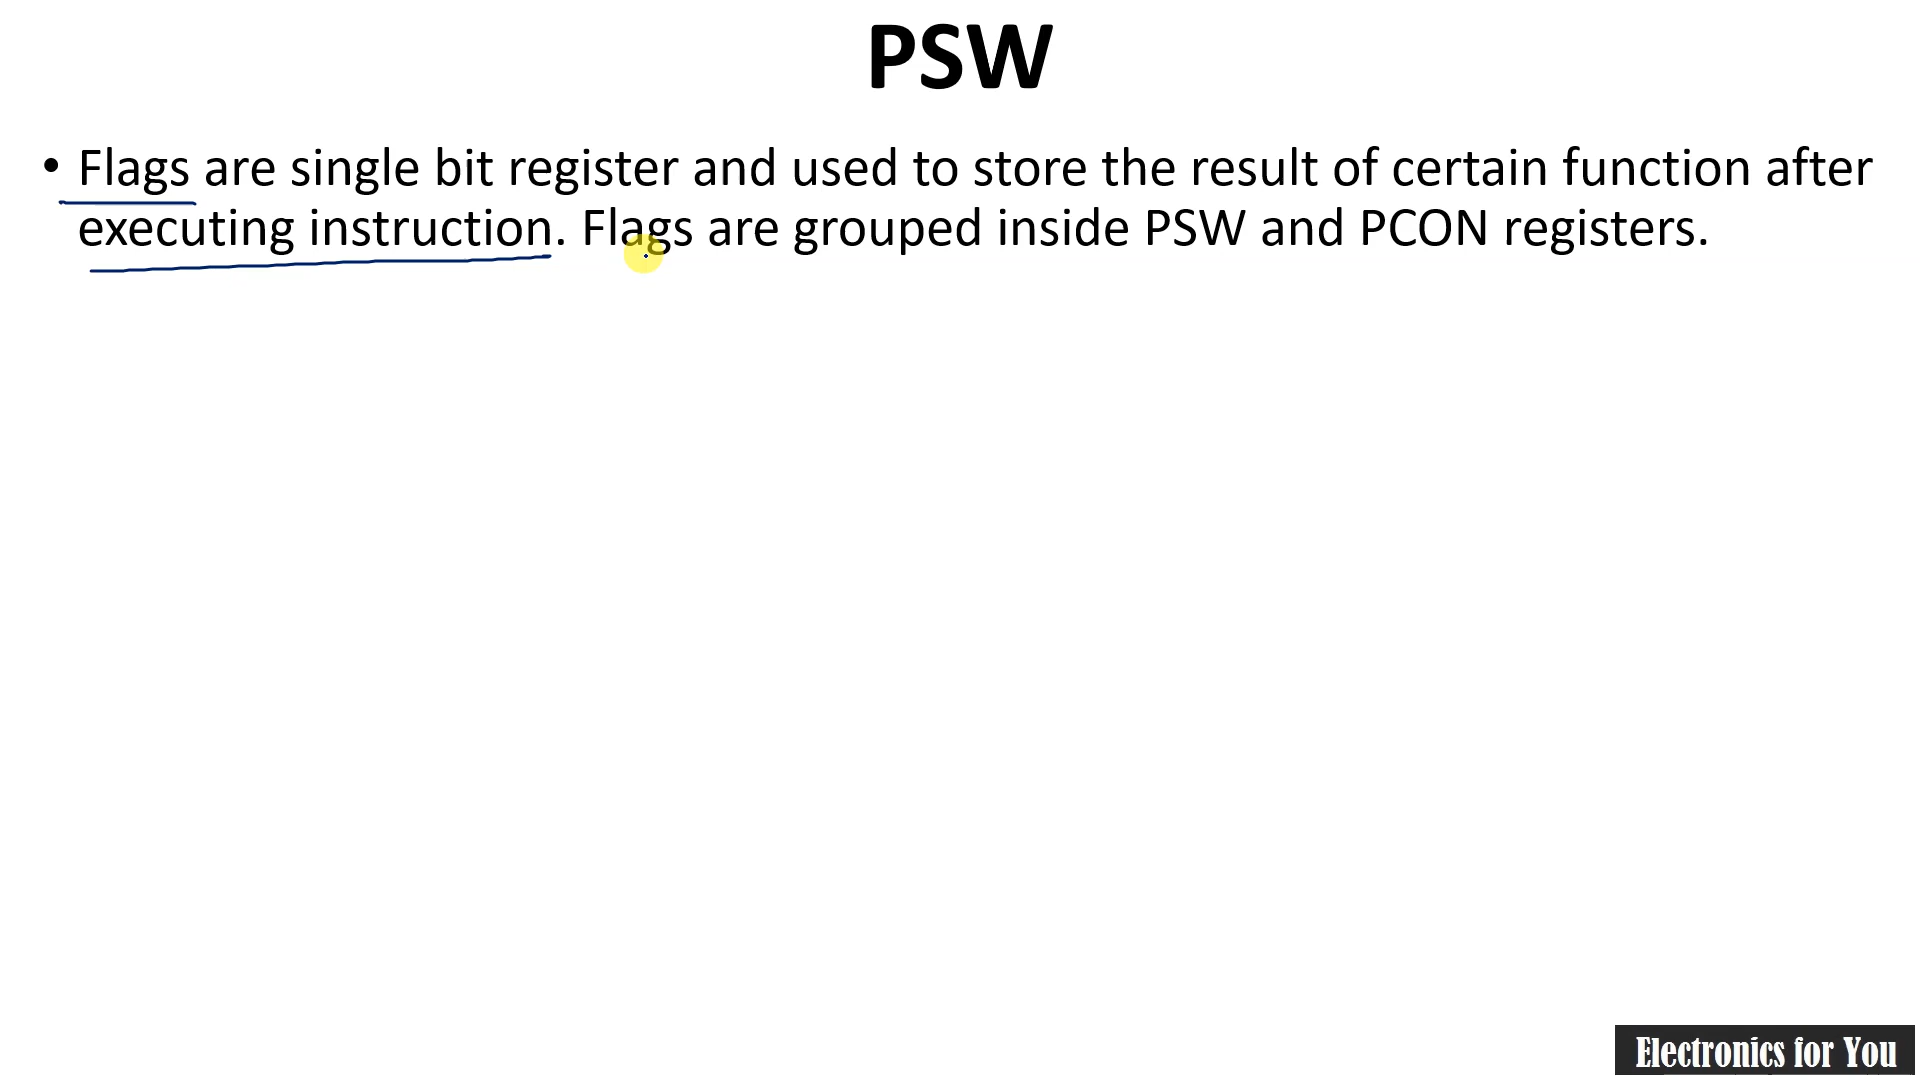 PSW
• Flags are single bit register and used to store the result of certain function after
executing instruction. Flags are grouped inside PSW and PCON registers.
Electronics for You